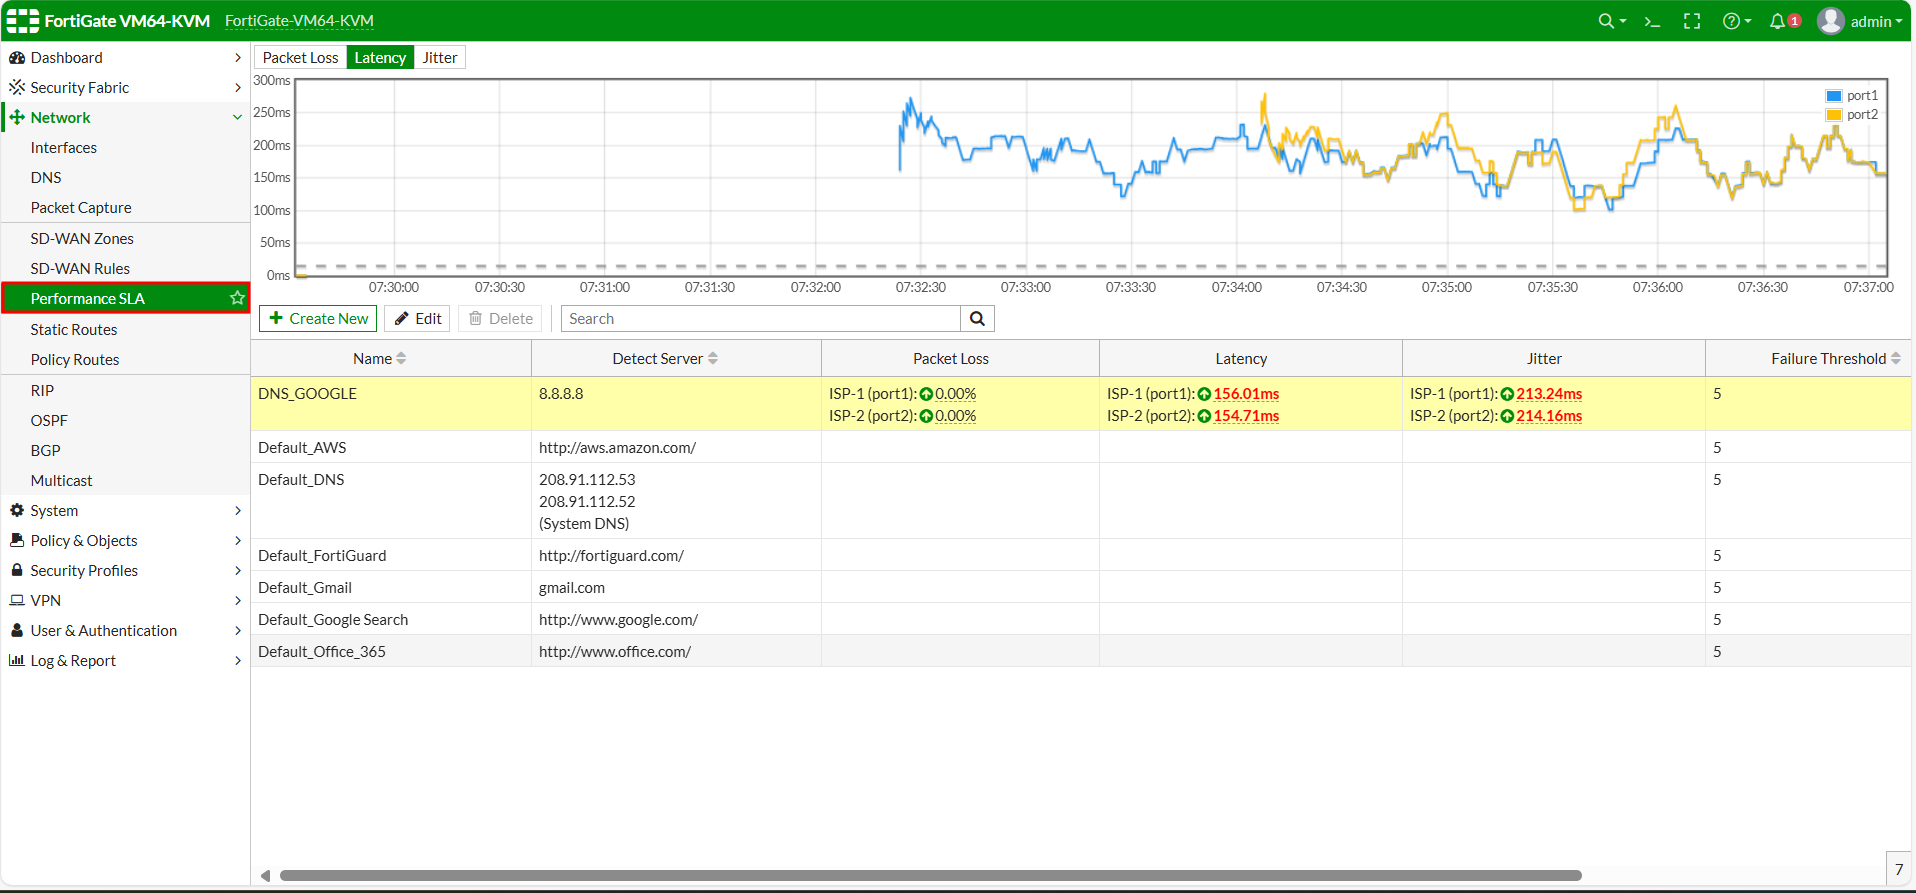 FortiGate VM64-KVM FortiGate-VM64-KVM 1 admin
Dashboard
Security Fabric
Network
Interfaces
DNS
Packet Capture
SD-WAN Zones
SD-WAN Rules
Performance SLA
Static Routes
Policy Routes
RIP
OSPF
BGP
Multicast
System
Policy & Objects
Security Profiles
VPN
User & Authentication
Log & Report
Packet Loss Latency Jitter
300ms
250ms
200ms
150ms
100ms
50ms
0ms
port1
port2
07:30:00 07:30:30 07:31:00 07:31:30 07:32:00 07:32:30 07:33:00 07:33:30 07:34:00 07:34:30 07:35:00 07:35:30 07:36:00 07:36:30 07:37:00
Create New Edit Delete Search
Name Detect Server Packet Loss Latency Jitter Failure Threshold
DNS_GOOGLE 8.8.8.8 ISP-1 (port1): 0.00% ISP-1 (port1): 156.01ms ISP-1 (port1): 213.24ms 5
ISP-2 (port2): 0.00% ISP-2 (port2): 154.71ms ISP-2 (port2): 214.16ms
Default_AWS http://aws.amazon.com/ 5
Default_DNS 208.91.112.53 5
208.91.112.52
(System DNS)
Default_FortiGuard http://fortiguard.com/ 5
Default_Gmail gmail.com 5
Default_Google Search http://www.google.com/ 5
Default_Office_365 http://www.office.com/ 5
7